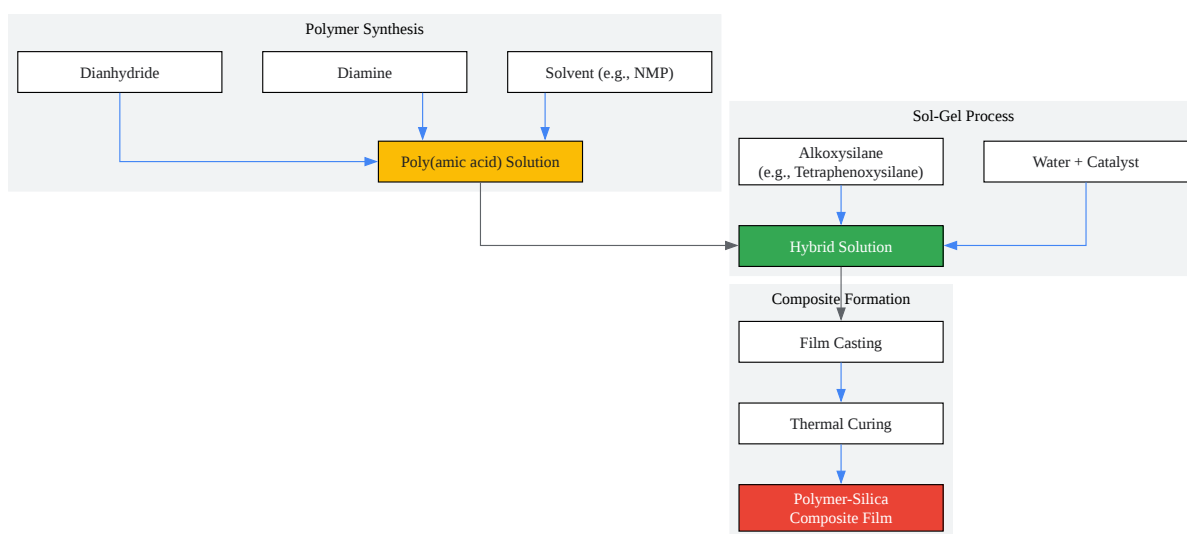 Polymer Synthesis
Dianhydride
Diamine
Solvent (e.g., NMP)
Poly(amic acid) Solution
Sol-Gel Process
Alkoxysilane
(e.g., Tetraphenoxysilane)
Water + Catalyst
Hybrid Solution
Composite Formation
Film Casting
Thermal Curing
Polymer-Silica
Composite Film